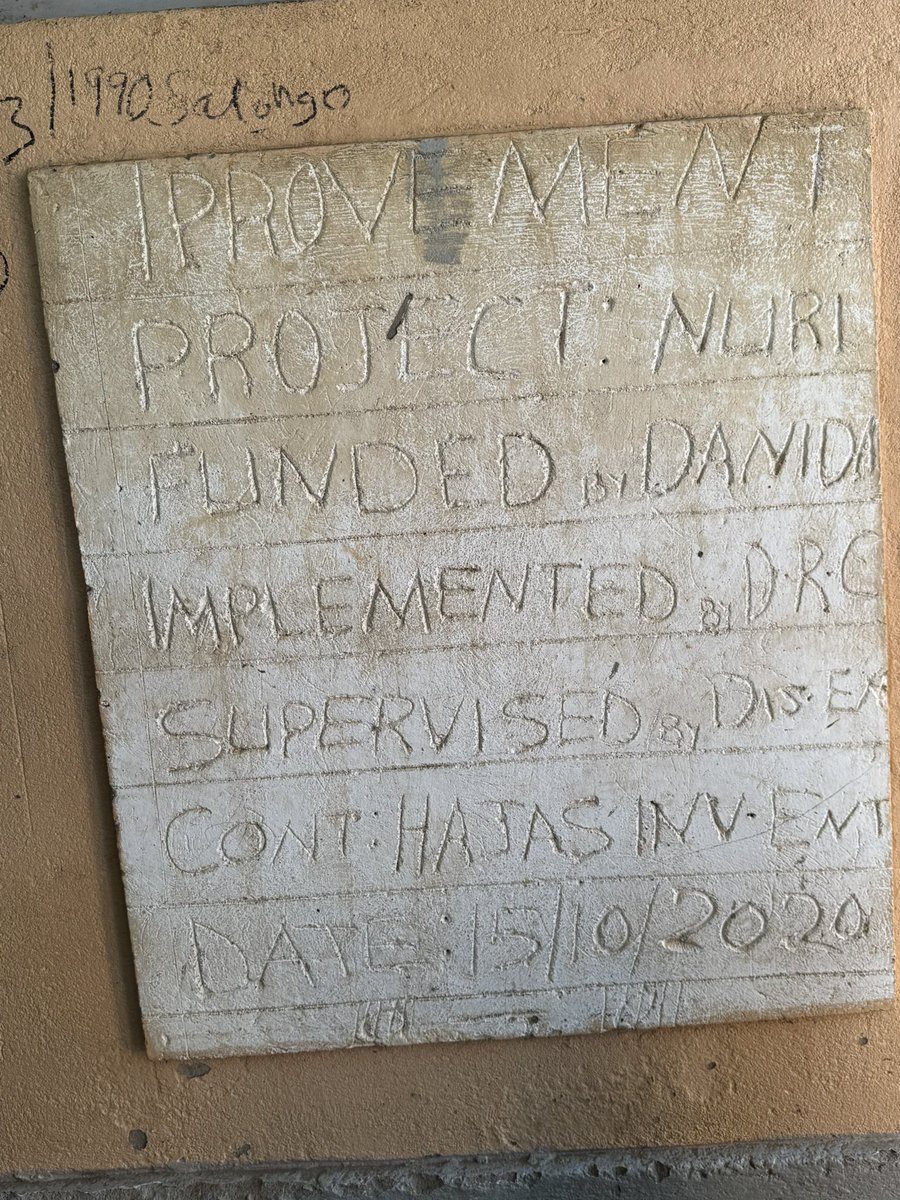 3/1990 Salongo
IPROVEMENT
PROJECT: NURI
FUNDED BY DANIDA
IMPLEMENTED BY D.R.C
SUPERVISED BY DIS. EN
CONT: HAJAS INV. ENT
DATE: 15/10/2020